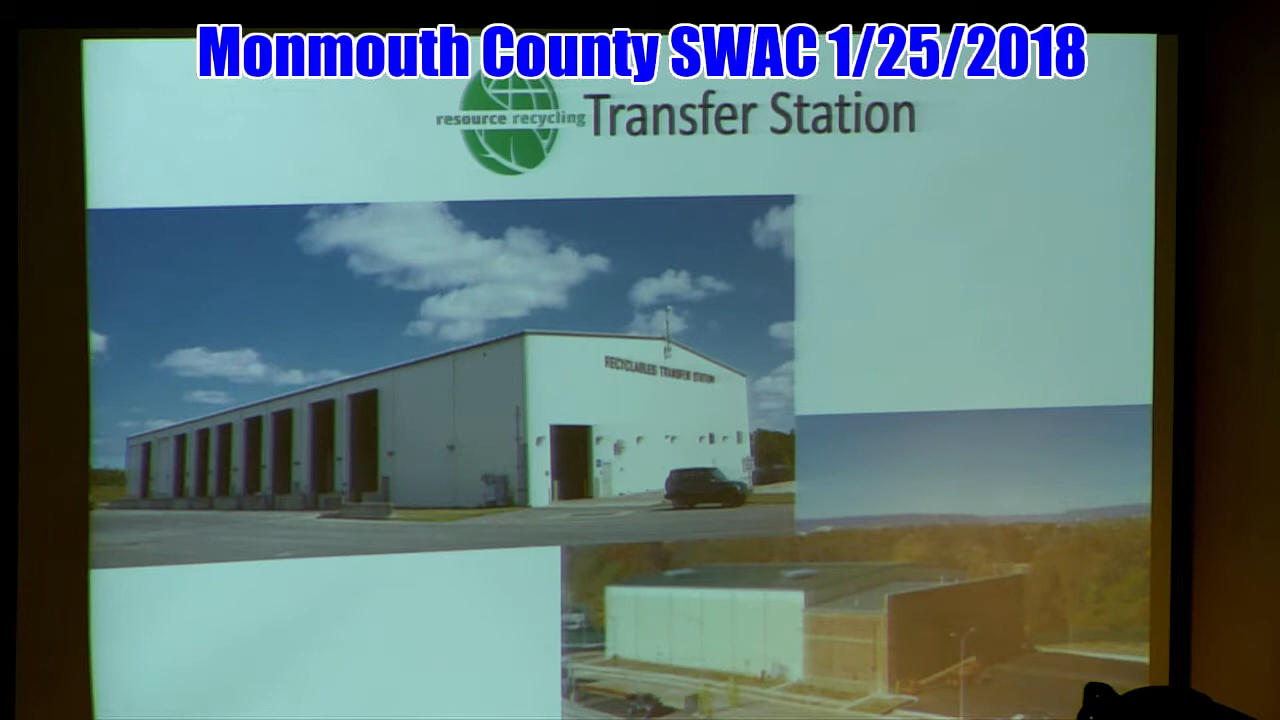 Monmouth County SWAC 1/25/2018
resource recycling
Transfer Station
RECYCLABLES TRANSFER STATION